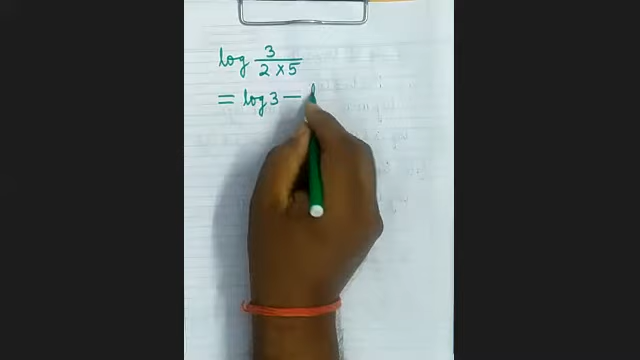 log 3/(2 × 5)
= log 3 −